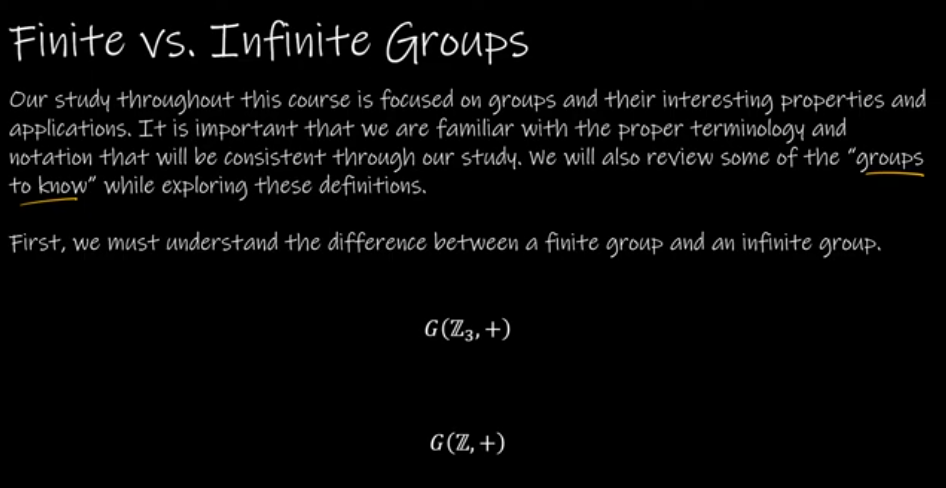 Finite vs. Infinite Groups
Our study throughout this course is focused on groups and their interesting properties and
applications. It is important that we are familiar with the proper terminology and
notation that will be consistent through our study. We will also review some of the “groups
to know” while exploring these definitions.
First, we must understand the difference between a finite group and an infinite group.
G(ℤ₃, +)
G(ℤ, +)